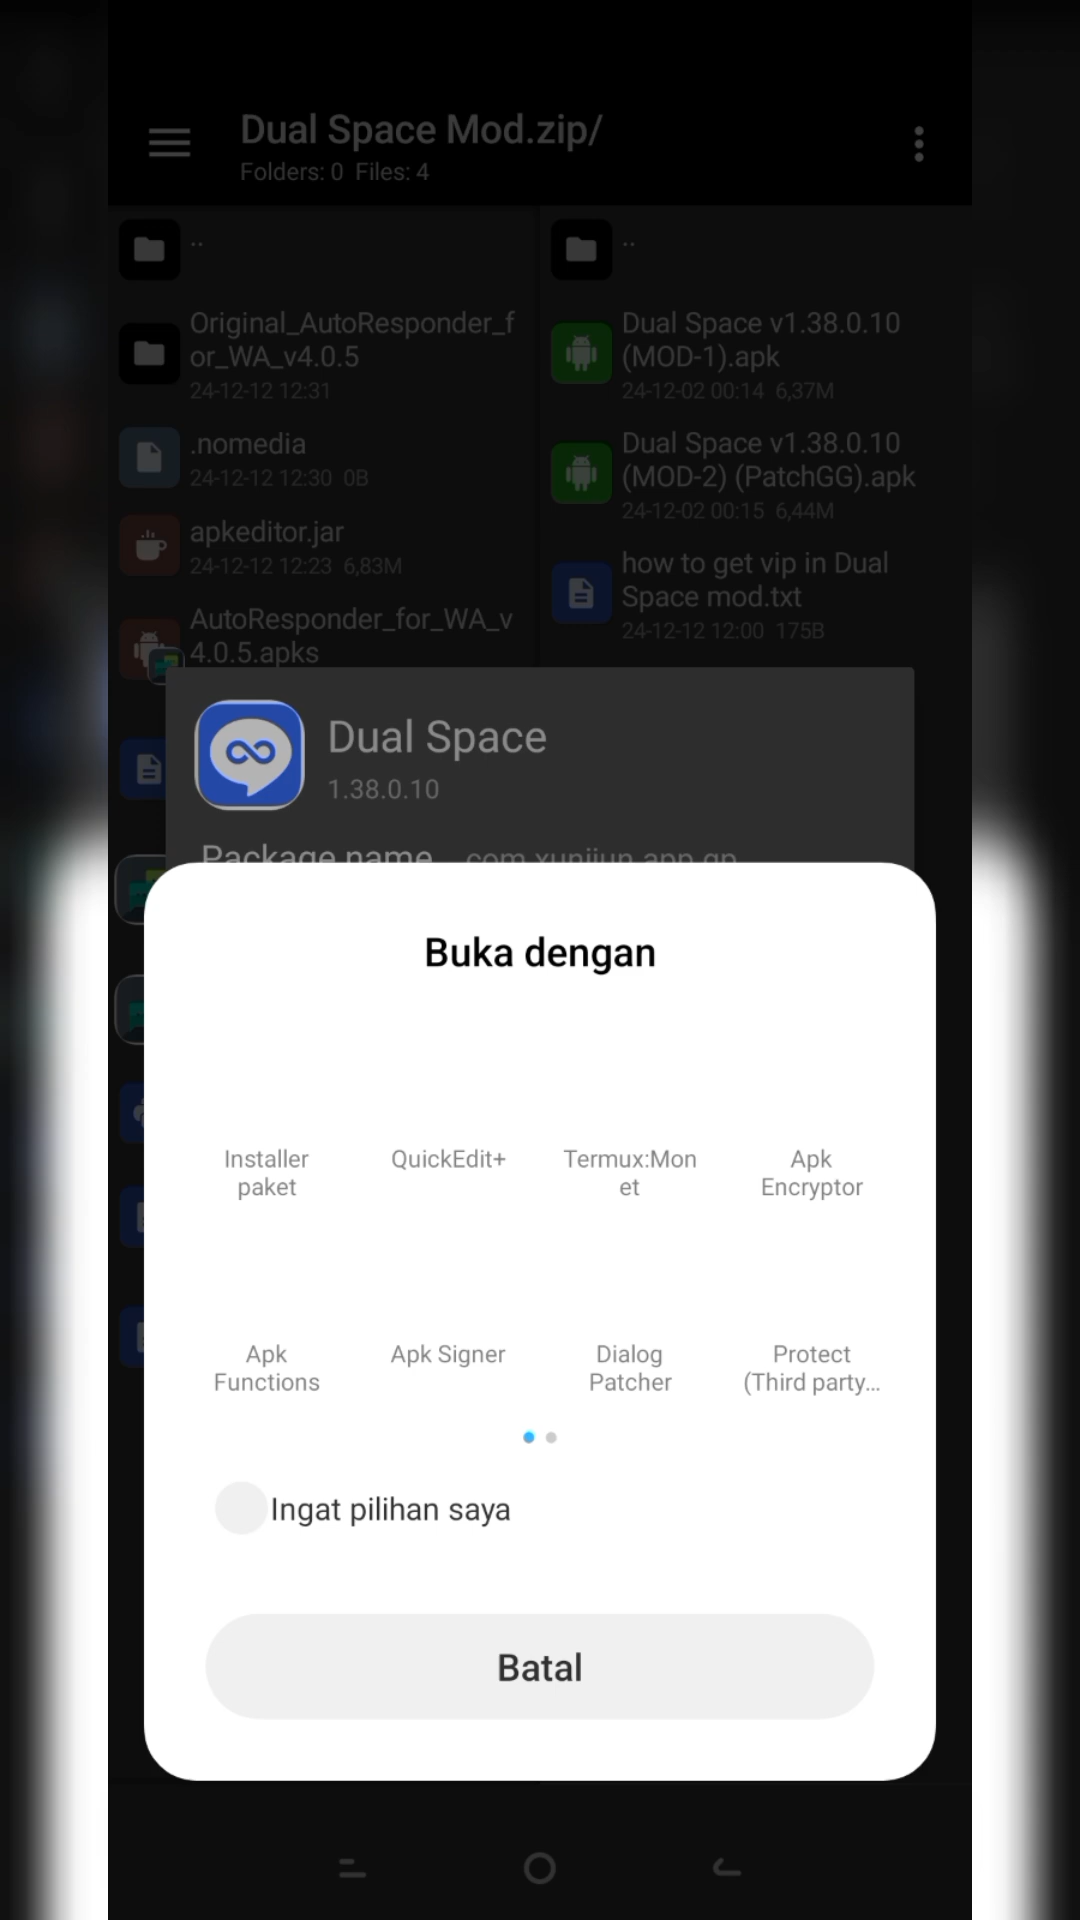 Dual Space Mod.zip/
Folders: 0  Files: 4
..
Original_AutoResponder_f
or_WA_v4.0.5
24-12-12 12:31
.nomedia
24-12-12 12:30  0B
apkeditor.jar
24-12-12 12:23  6,83M
AutoResponder_for_WA_v
4.0.5.apks
..
Dual Space v1.38.0.10
(MOD-1).apk
24-12-02 00:14  6,37M
Dual Space v1.38.0.10
(MOD-2) (PatchGG).apk
24-12-02 00:15  6,44M
how to get vip in Dual
Space mod.txt
24-12-12 12:00  175B
Dual Space
1.38.0.10
Package name  com.xunijun.app.gp
Buka dengan
Installer
paket
QuickEdit+
Termux:Mon
et
Apk
Encryptor
Apk
Functions
Apk Signer
Dialog
Patcher
Protect
(Third party...
Ingat pilihan saya
Batal